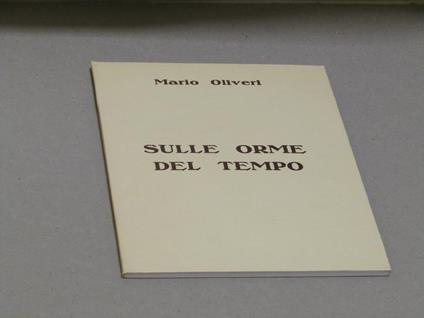 Mario Oliveri
SULLE ORME
DEL TEMPO